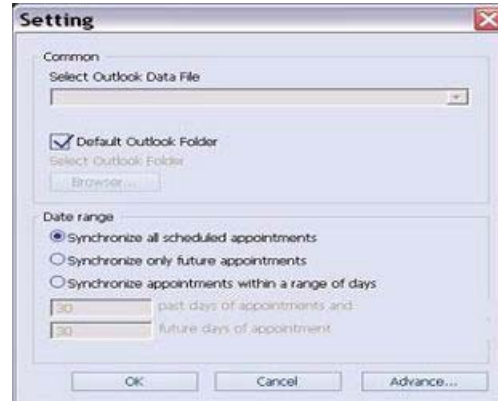 Setting
Common
Select Outlook Data File
Default Outlook Folder
Select Outlook Folder
Browser...
Date range
Synchronize all scheduled appointments
Synchronize only future appointments
Synchronize appointments within a range of days
30 past days of appointments and
30 future days of appointment
OK Cancel Advance...